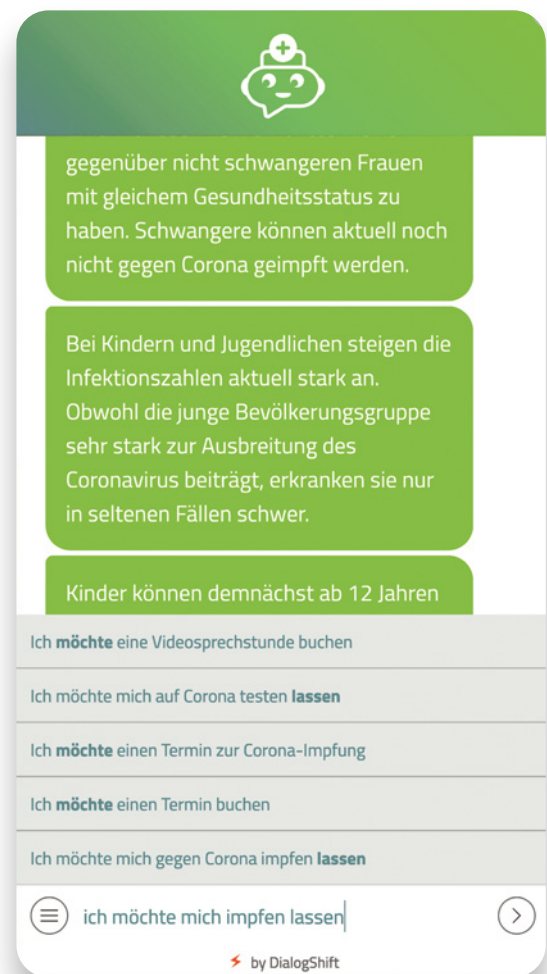 gegenüber nicht schwangeren Frauen
mit gleichem Gesundheitsstatus zu
haben. Schwangere können aktuell noch
nicht gegen Corona geimpft werden.
Bei Kindern und Jugendlichen steigen die
Infektionszahlen aktuell stark an.
Obwohl die junge Bevölkerungsgruppe
sehr stark zur Ausbreitung des
Coronavirus beiträgt, erkranken sie nur
in seltenen Fällen schwer.
Kinder können demnächst ab 12 Jahren
Ich möchte eine Videosprechstunde buchen
Ich möchte mich auf Corona testen lassen
Ich möchte einen Termin zur Corona-Impfung
Ich möchte einen Termin buchen
Ich möchte mich gegen Corona impfen lassen
ich möchte mich impfen lassen
by DialogShift